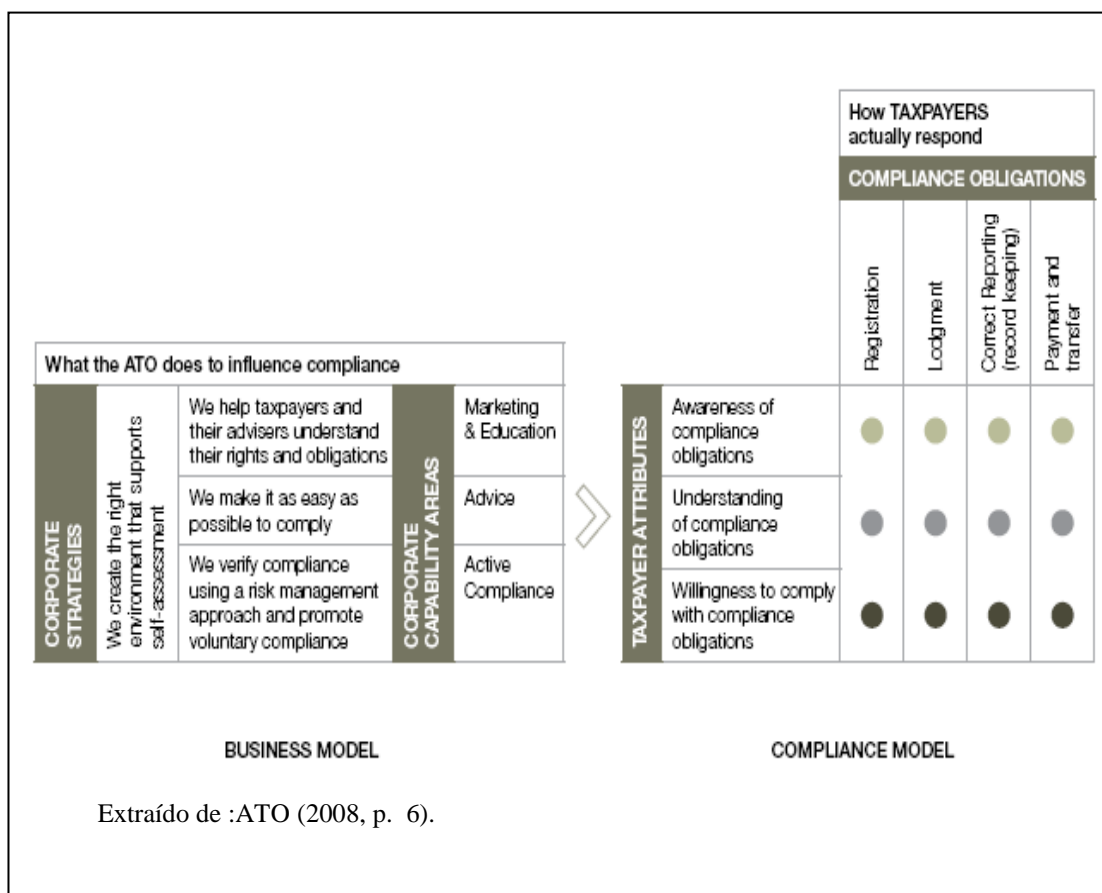 How TAXPAYERS
actually respond
COMPLIANCE OBLIGATIONS
Registration
Lodgment
Correct Reporting
(record keeping)
Payment and
transfer
What the ATO does to influence compliance
CORPORATE
STRATEGIES
We create the right
environment that supports
self-assessment
We help taxpayers and
their advisers understand
their rights and obligations
We make it as easy as
possible to comply
We verify compliance
using a risk management
approach and promote
voluntary compliance
CORPORATE
CAPABILITY AREAS
Marketing
& Education
Advice
Active
Compliance
TAXPAYER ATTRIBUTES
Awareness of
compliance
obligations
Understanding
of compliance
obligations
Willingness to comply
with compliance
obligations
BUSINESS MODEL
COMPLIANCE MODEL
Extraído de :ATO (2008, p. 6).